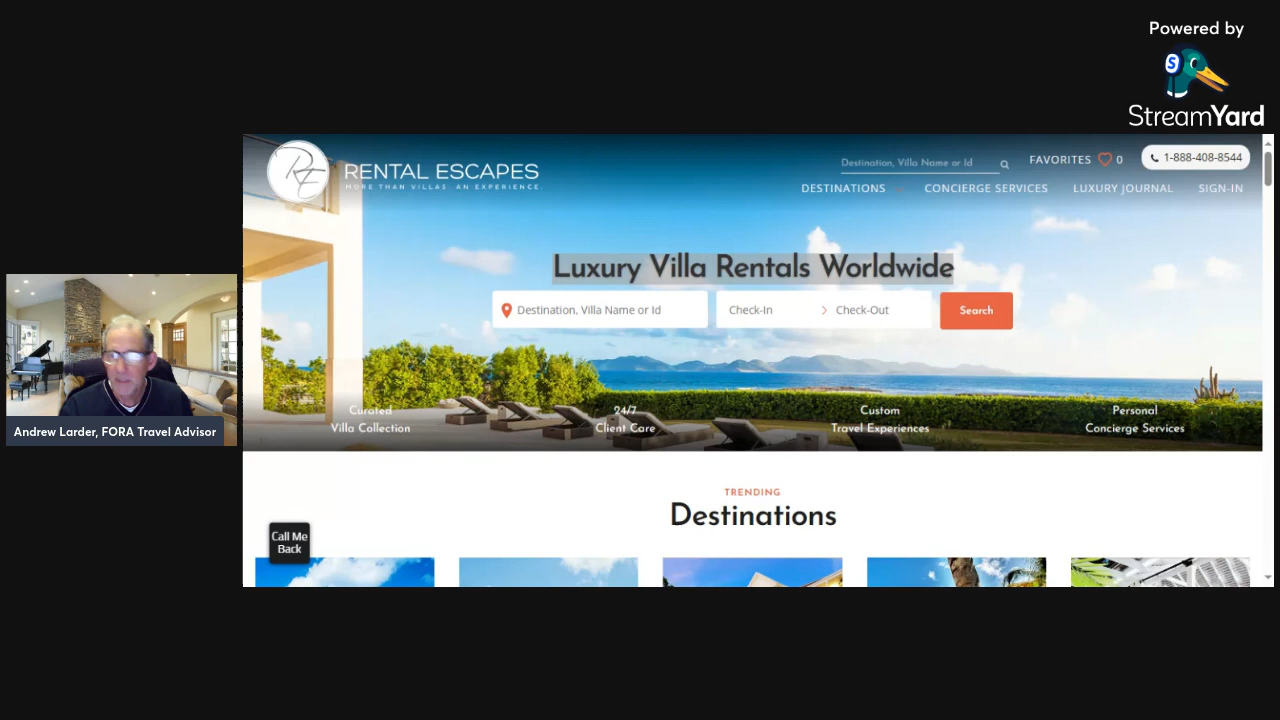 Powered by
StreamYard
RENTAL ESCAPES
MORE THAN VILLAS. AN EXPERIENCE.
Destination, Villa Name or Id
FAVORITES 0
1-888-408-8544
DESTINATIONS
CONCIERGE SERVICES
LUXURY JOURNAL
SIGN-IN
Luxury Villa Rentals Worldwide
Destination, Villa Name or Id
Check-In
Check-Out
Search
Curated
Villa Collection
24/7
Client Care
Custom
Travel Experiences
Personal
Concierge Services
Andrew Larder, FORA Travel Advisor
TRENDING
Destinations
Call Me
Back